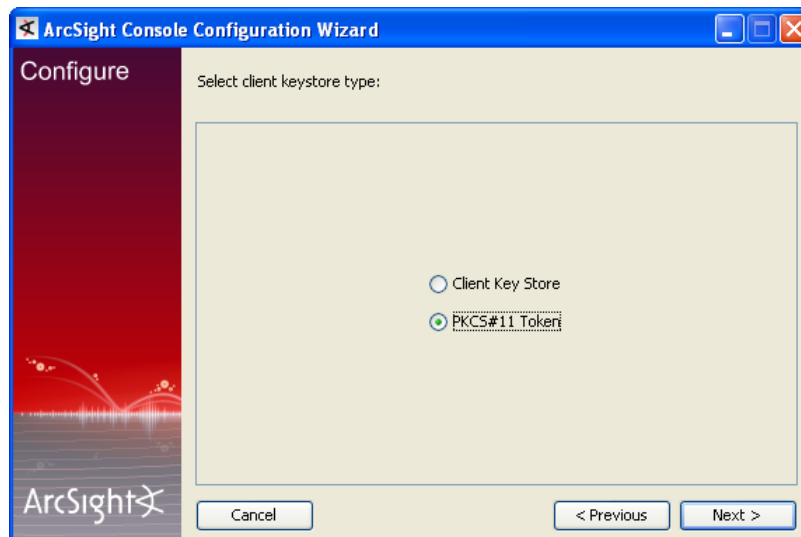 ArcSight Console Configuration Wizard
Configure
Select client keystore type:
Client Key Store
PKCS#11 Token
ArcSight
Cancel
< Previous
Next >